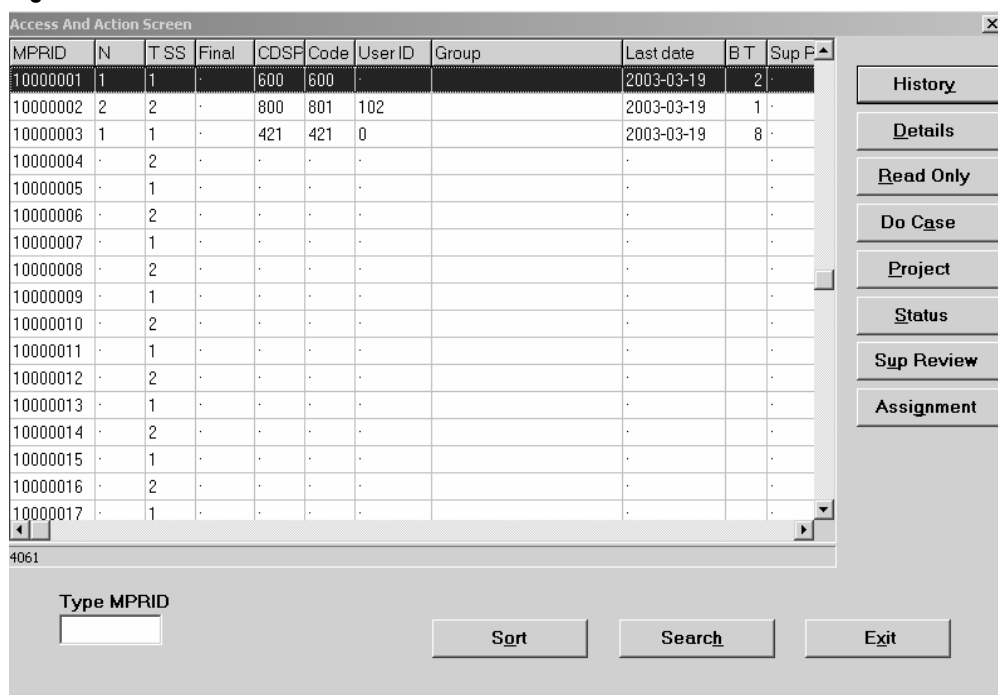 Access And Action Screen
MPRID N T SS Final CDSP Code User ID Group Last date B T Sup
10000001 1 1 · 600 600 · 2003-03-19 2
10000002 2 2 · 800 801 102 2003-03-19 1 ·
10000003 1 1 · 421 421 0 2003-03-19 8 ·
10000004 · 2 · · · · · ·
10000005 · 1 · · · · · ·
10000006 · 2 · · · · · ·
10000007 · 1 · · · · · ·
10000008 · 2 · · · · · ·
10000009 · 1 · · · · · ·
10000010 · 2 · · · · · ·
10000011 · 1 · · · · · ·
10000012 · 2 · · · · · ·
10000013 · 1 · · · · · ·
10000014 · 2 · · · · · ·
10000015 · 1 · · · · · ·
10000016 · 2 · · · · · ·
10000017 · 1 · · · · · ·
4061
History
Details
Read Only
Do Case
Project
Status
Sup Review
Assignment
Type MPRID
Sort Search Exit